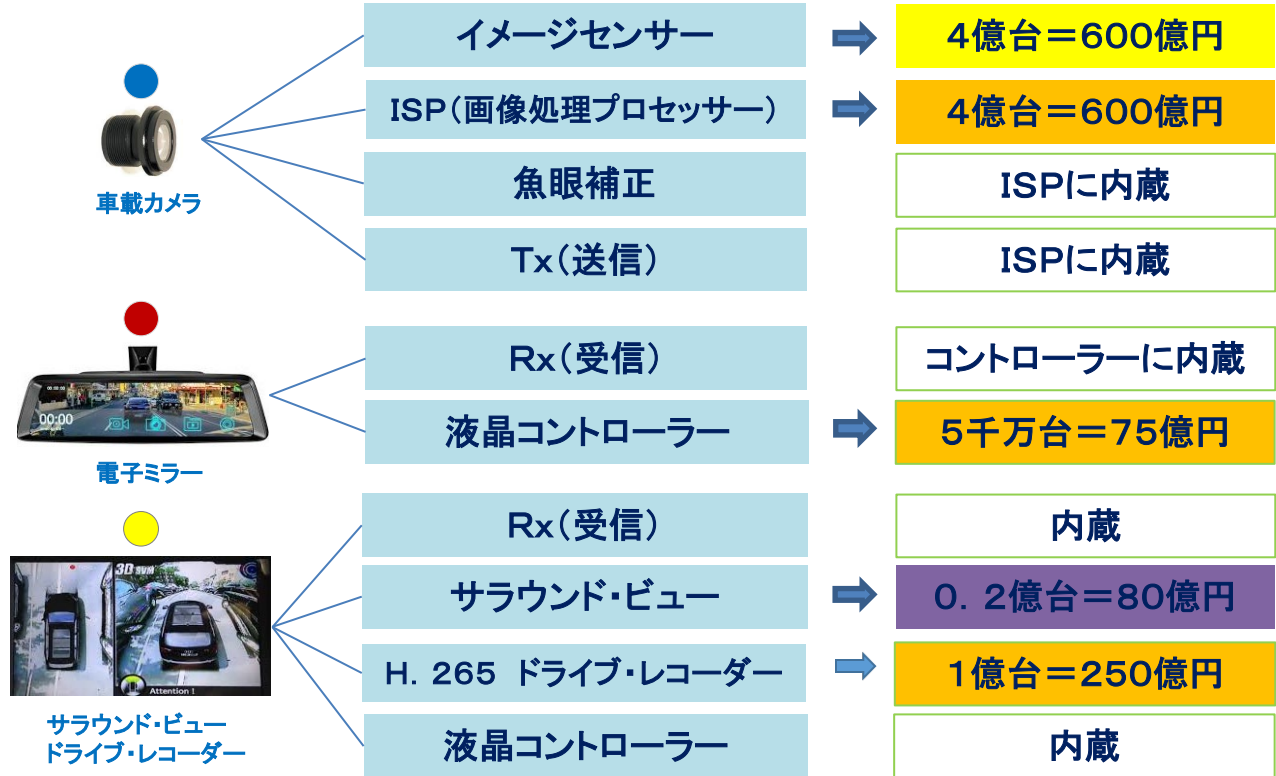 イメージセンサー
4億台＝600億円
ISP（画像処理プロセッサー）
4億台＝600億円
魚眼補正
ISPに内蔵
Tx（送信）
ISPに内蔵
車載カメラ
Rx（受信）
コントローラーに内蔵
00:00
液晶コントローラー
5千万台＝75億円
電子ミラー
Rx（受信）
内蔵
3D SVM
サラウンド・ビュー
0．2億台＝80億円
H．265 ドライブ・レコーダー
1億台＝250億円
Attention !
サラウンド・ビュー
ドライブ・レコーダー
液晶コントローラー
内蔵